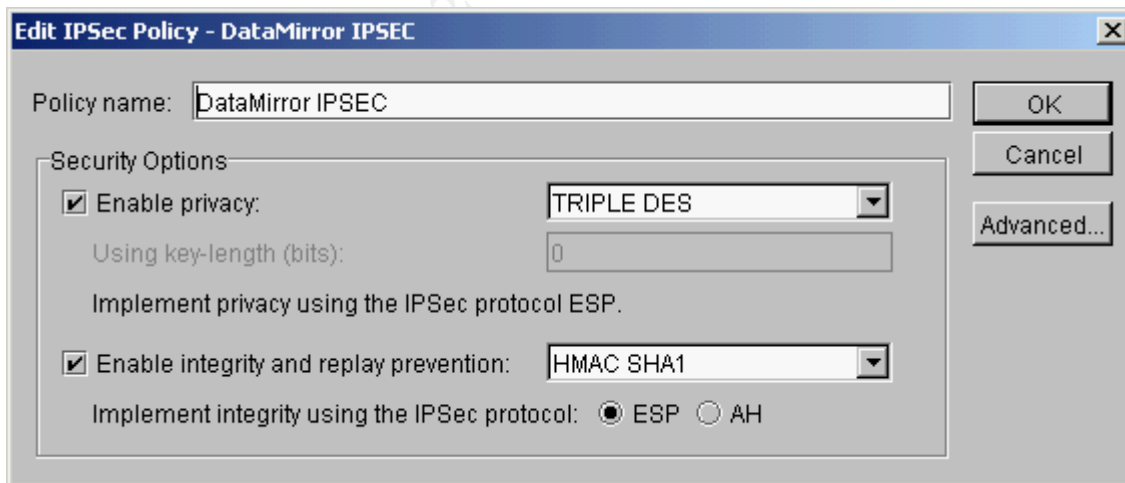 Edit IPSec Policy - DataMirror IPSEC
Policy name: DataMirror IPSEC
OK
Cancel
Advanced...
Security Options
Enable privacy: TRIPLE DES
Using key-length (bits): 0
Implement privacy using the IPSec protocol ESP.
Enable integrity and replay prevention: HMAC SHA1
Implement integrity using the IPSec protocol: ESP AH